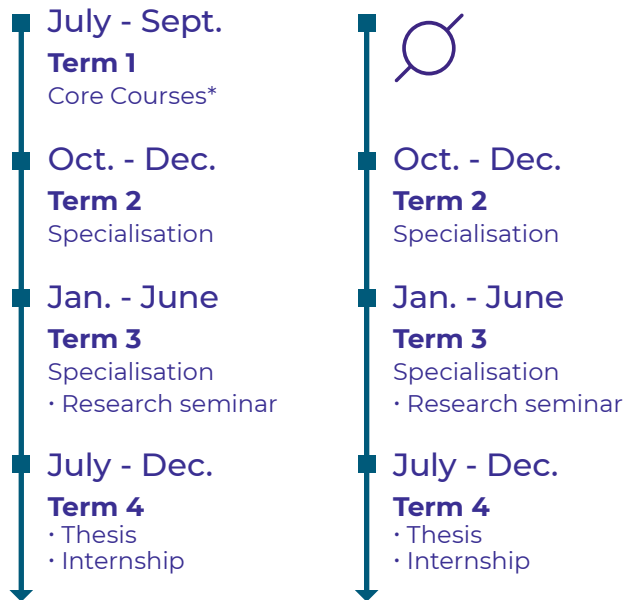 July - Sept.
Term 1
Core Courses*
Oct. - Dec.
Term 2
Specialisation
Jan. - June
Term 3
Specialisation
· Research seminar
July - Dec.
Term 4
· Thesis
· Internship
Oct. - Dec.
Term 2
Specialisation
Jan. - June
Term 3
Specialisation
· Research seminar
July - Dec.
Term 4
· Thesis
· Internship